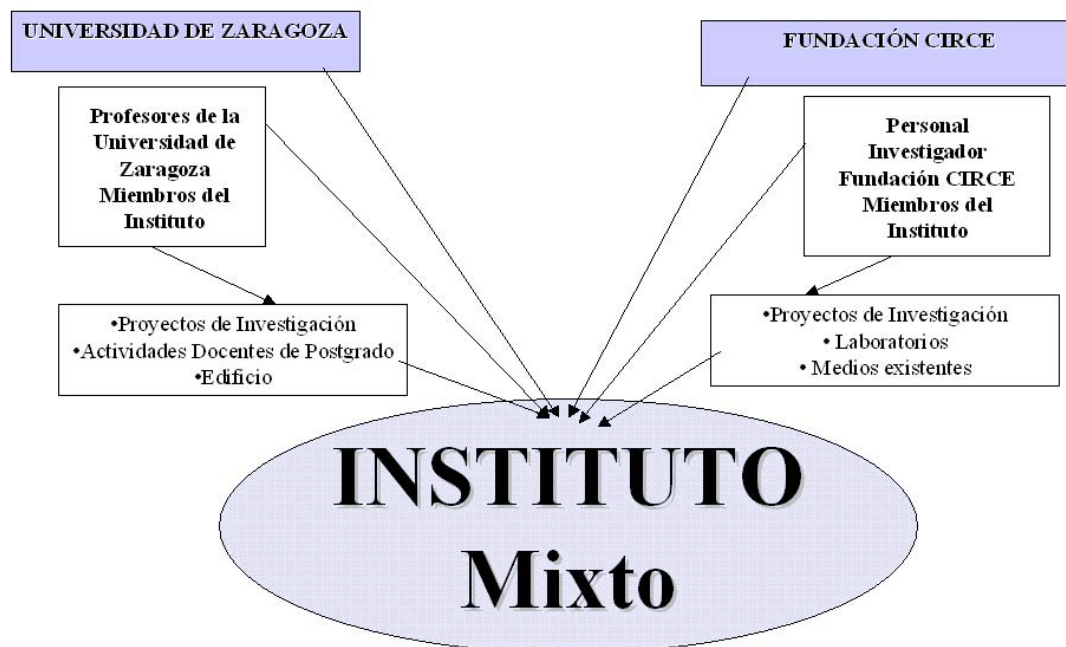 UNIVERSIDAD DE ZARAGOZA
Profesores de la
Universidad de
Zaragoza
Miembros del
Instituto
•Proyectos de Investigación
•Actividades Docentes de Postgrado
•Edificio
FUNDACIÓN CIRCE
Personal
Investigador
Fundación CIRCE
Miembros del
Instituto
•Proyectos de Investigación
• Laboratorios
• Medios existentes
INSTITUTO
Mixto